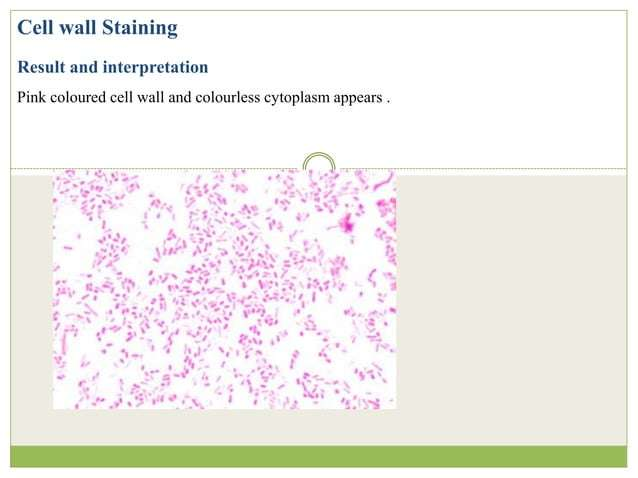 Cell wall Staining
Result and interpretation
Pink coloured cell wall and colourless cytoplasm appears .